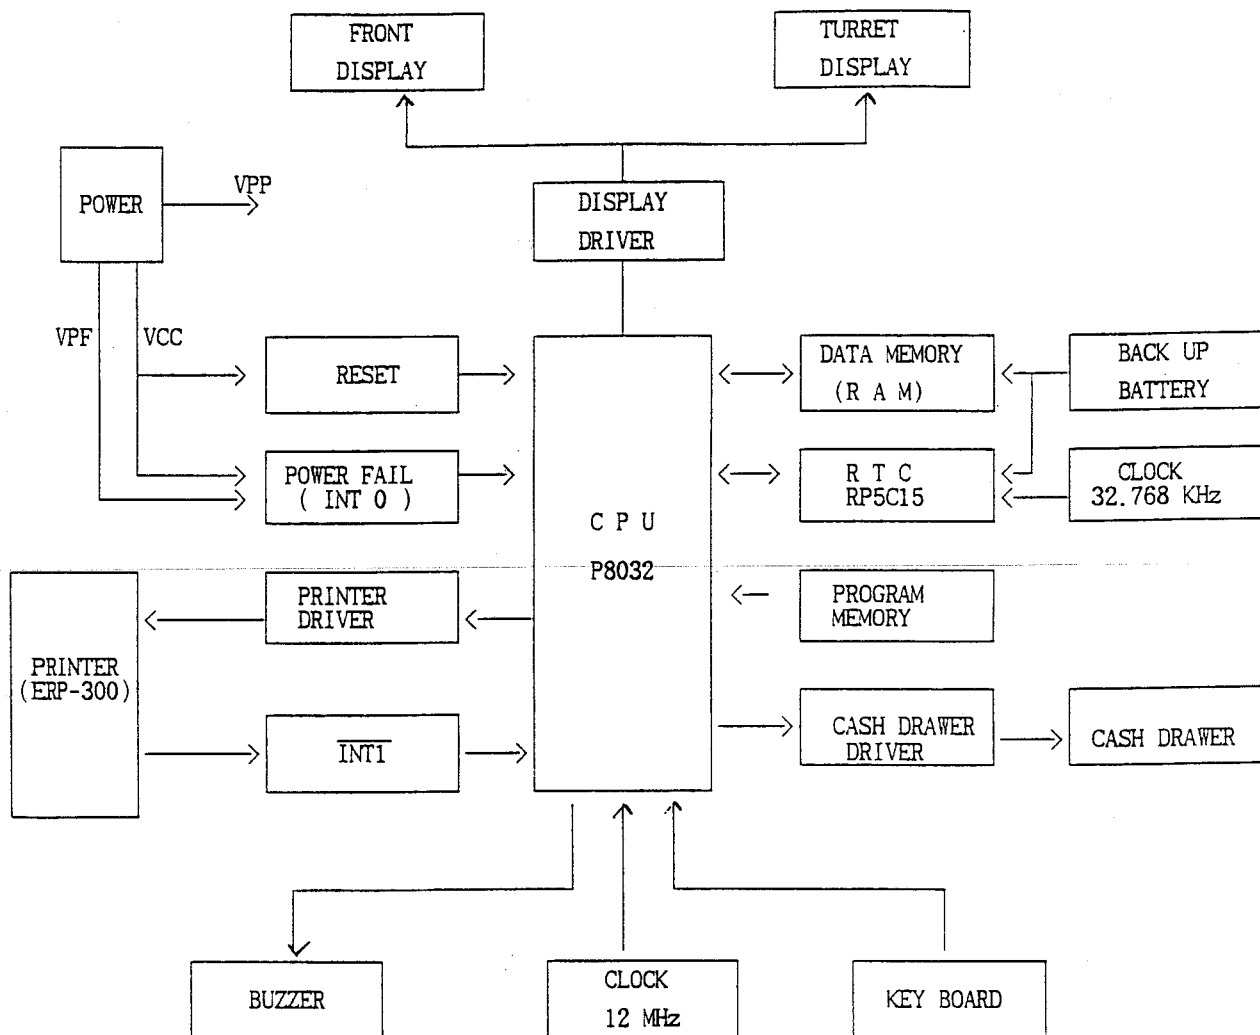 FRONT
DISPLAY
TURRET
DISPLAY
POWER
VPP
DISPLAY
DRIVER
VPF
VCC
RESET
DATA MEMORY
(R A M)
BACK UP
BATTERY
POWER FAIL
( INT 0 )
R T C
RP5C15
CLOCK
32.768 KHz
C P U
P8032
PRINTER
DRIVER
PROGRAM
MEMORY
PRINTER
(ERP-300)
INT1
CASH DRAWER
DRIVER
CASH DRAWER
BUZZER
CLOCK
12 MHz
KEY BOARD